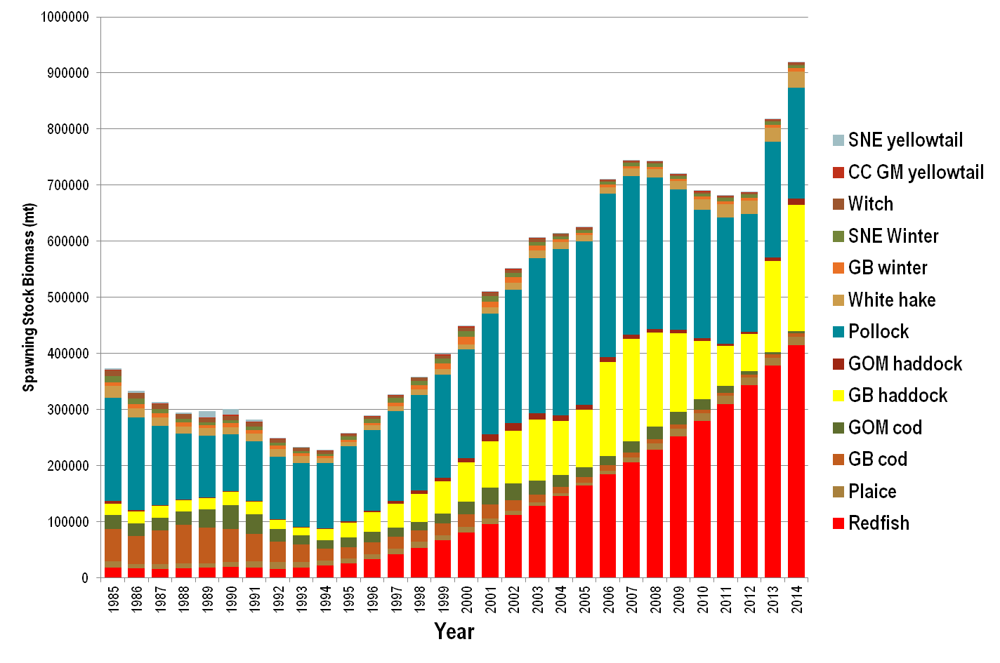 1000000
900000
800000
700000
600000
500000
400000
300000
200000
100000
0
Spawning Stock Biomass (mt)
1985 1986 1987 1988 1989 1990 1991 1992 1993 1994 1995 1996 1997 1998 1999 2000 2001 2002 2003 2004 2005 2006 2007 2008 2009 2010 2011 2012 2013 2014
Year
SNE yellowtail
CC GM yellowtail
Witch
SNE Winter
GB winter
White hake
Pollock
GOM haddock
GB haddock
GOM cod
GB cod
Plaice
Redfish